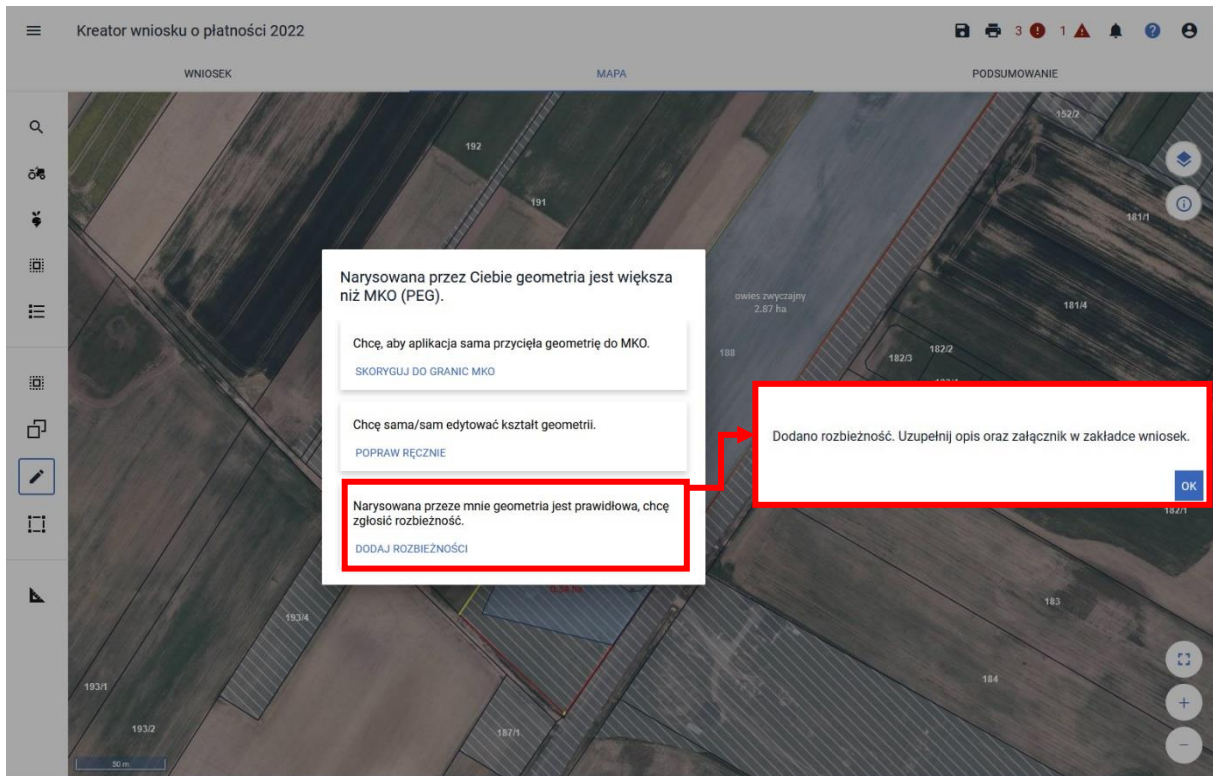 Kreator wniosku o płatności 2022
3
1
WNIOSEK
MAPA
PODSUMOWANIE
152/2
192
191
181/1
Narysowana przez Ciebie geometria jest większa
niż MKO (PEG).
Chcę, aby aplikacja sama przycięła geometrię do MKO.
SKORYGUJ DO GRANIC MKO
Chcę sama/sam edytować kształt geometrii.
POPRAW RĘCZNIE
Narysowana przeze mnie geometria jest prawidłowa, chcę
zgłosić rozbieżność.
DODAJ ROZBIEŻNOŚCI
owies zwyczajny
2.87 ha
181/4
188
182/3
182/2
Dodano rozbieżność. Uzupełnij opis oraz załącznik w zakładce wniosek.
OK
182/1
183
193/4
184
193/1
193/2
187/1
50 m